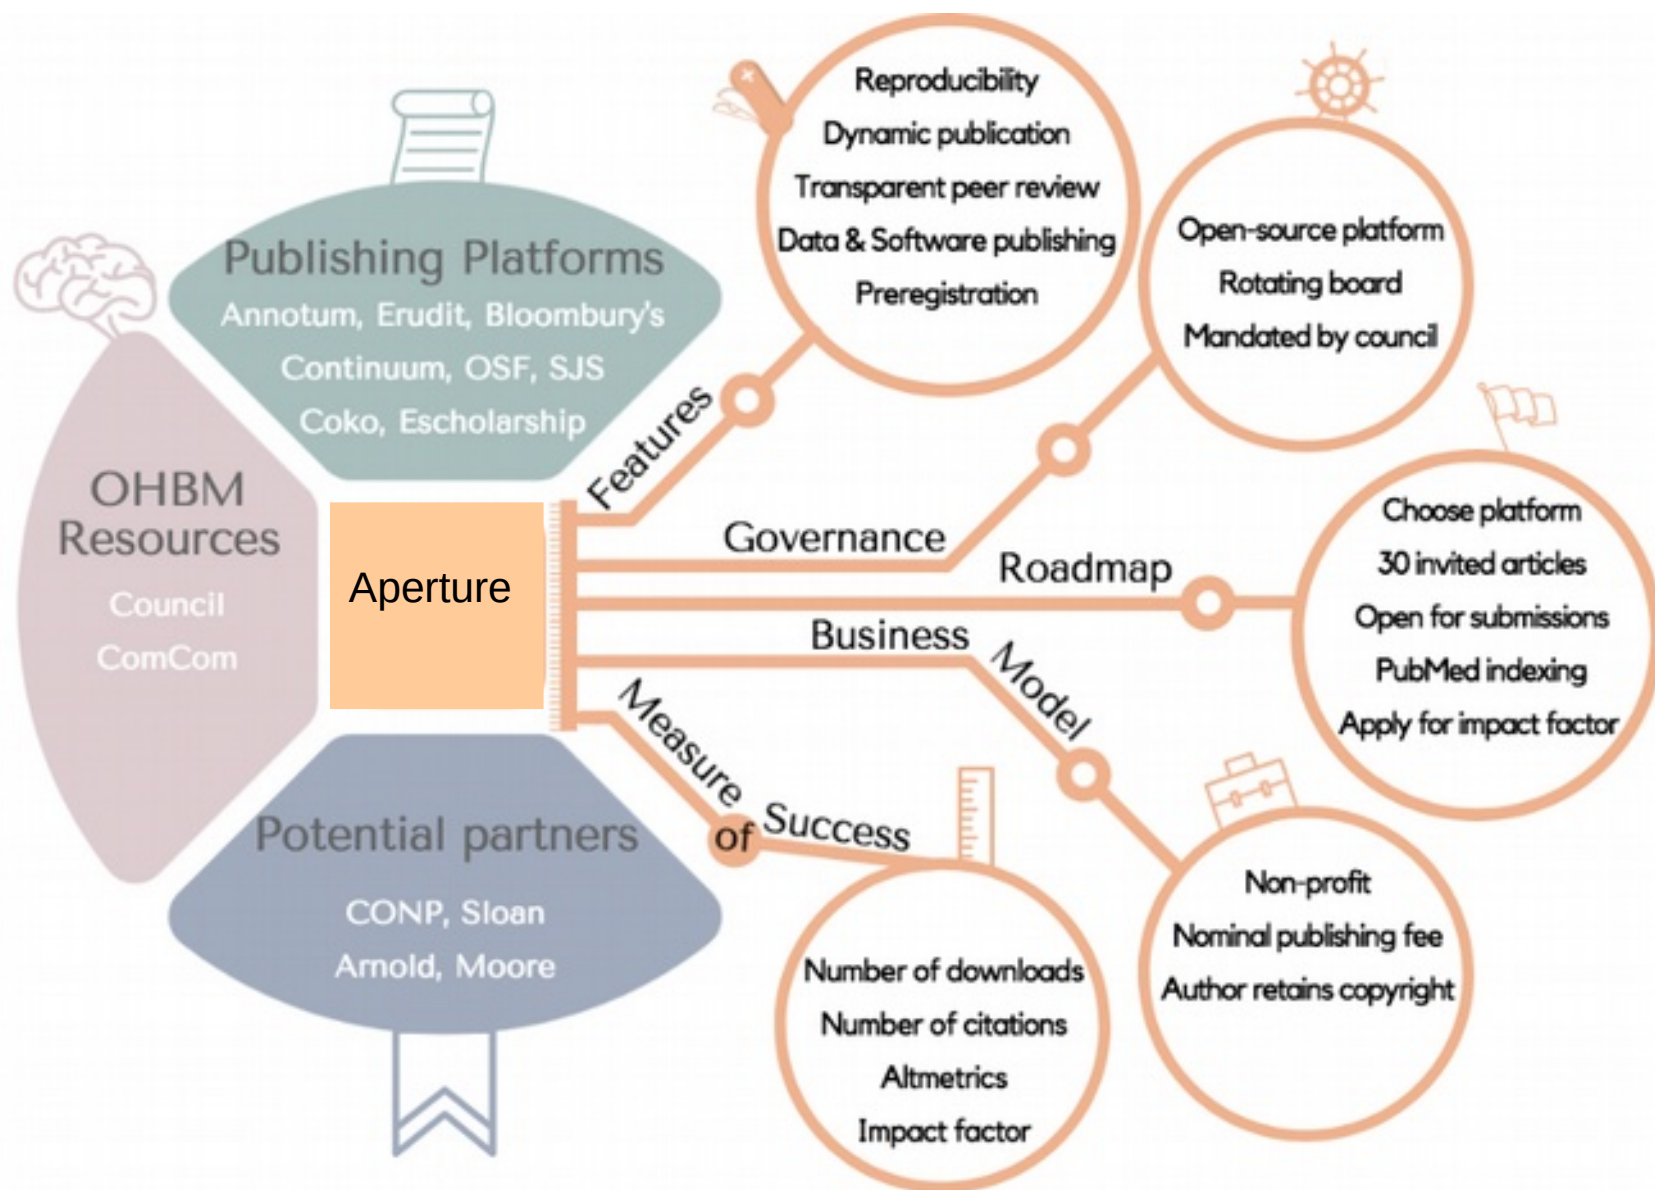 Publishing Platforms
Annotum, Erudit, Bloombury's
Continuum, OSF, SJS
Coko, Escholarship
OHBM
Resources
Council
ComCom
Aperture
Potential partners
CONP, Sloan
Arnold, Moore
Features
Reproducibility
Dynamic publication
Transparent peer review
Data & Software publishing
Preregistration
Governance
Open-source platform
Rotating board
Mandated by council
Roadmap
Choose platform
30 invited articles
Open for submissions
PubMed indexing
Apply for impact factor
Business Model
Non-profit
Nominal publishing fee
Author retains copyright
Measure of Success
Number of downloads
Number of citations
Altmetrics
Impact factor